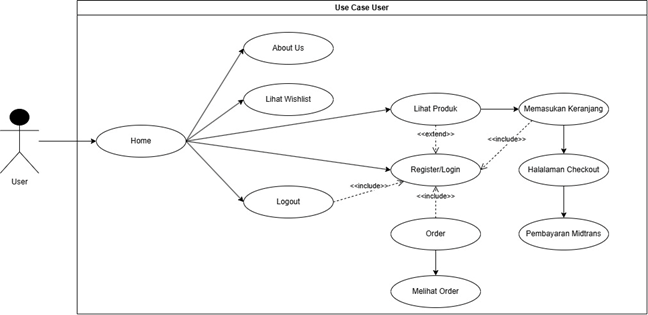 Use Case User
About Us
Lihat Wishlist
Lihat Produk
Memasukan Keranjang
<<extend>>
<<include>>
Home
Register/Login
Halalaman Checkout
User
<<include>>
Logout
<<include>>
Order
Pembayaran Midtrans
Melihat Order